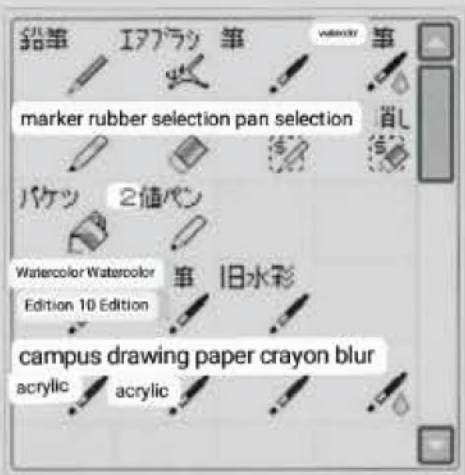 鉛筆 エアブラシ 筆 watercolor 筆
marker rubber selection pan selection 消し
バケツ 2値ペン
Watercolor Watercolor 筆 旧水彩
Edition 10 Edition
campus drawing paper crayon blur
acrylic acrylic